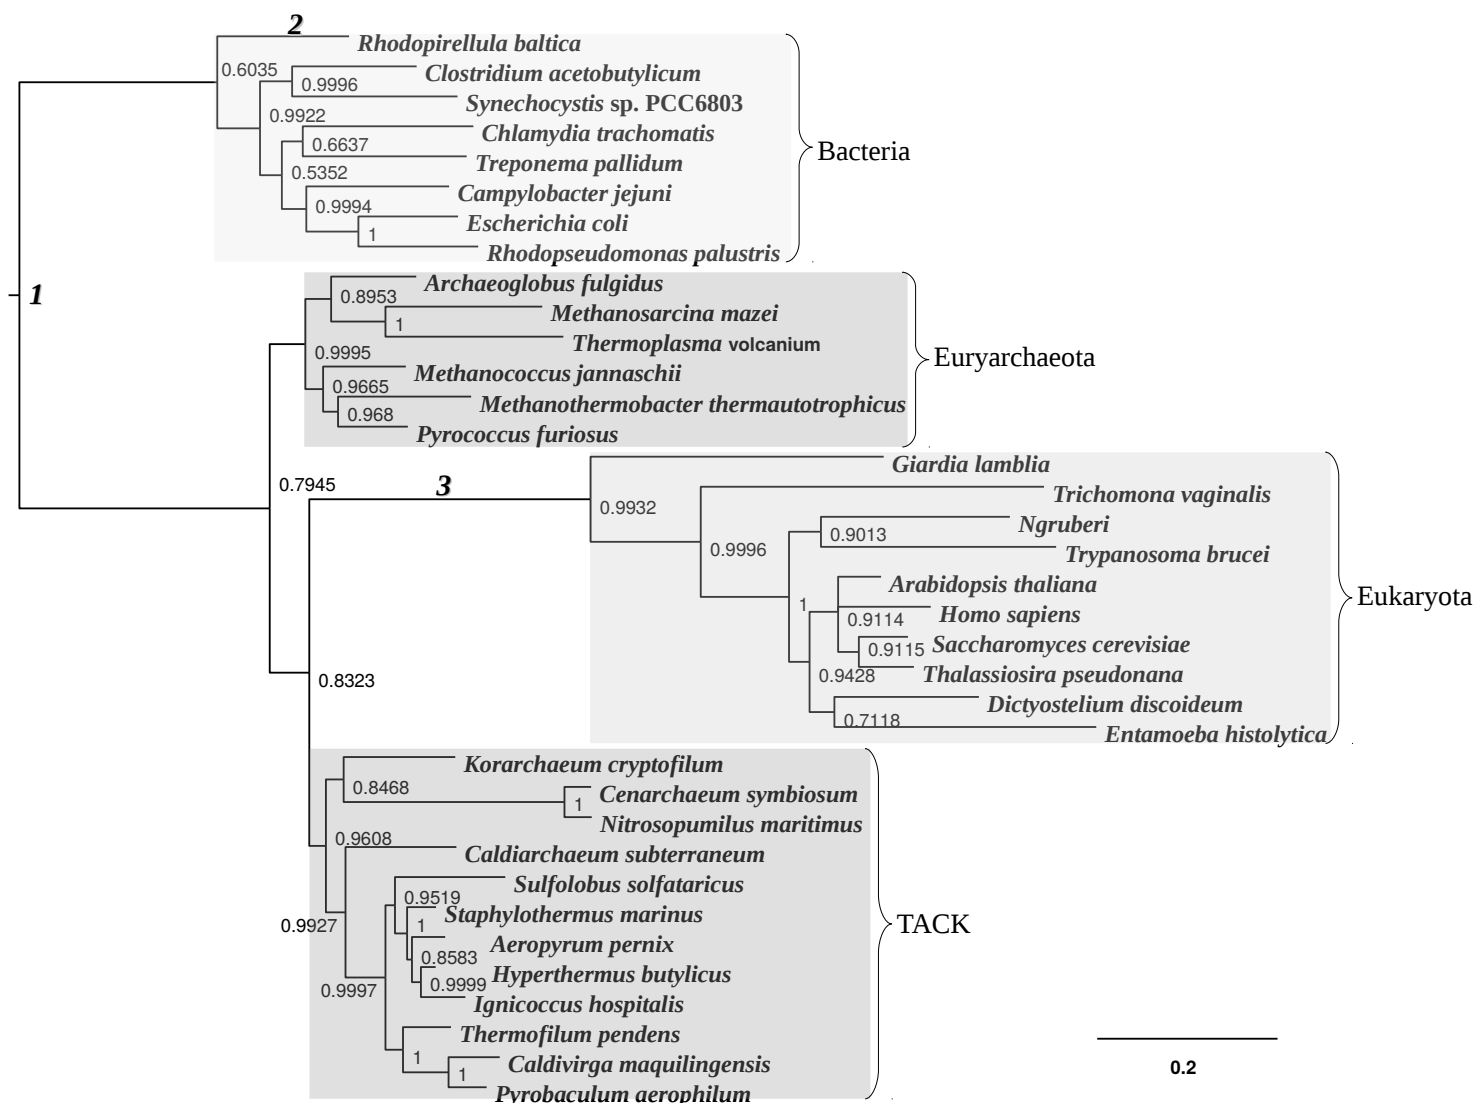 2
Rhodopirellula baltica
0.6035
Clostridium acetobutylicum
0.9996
Synechocystis sp. PCC6803
0.9922
Chlamydia trachomatis
0.6637
Bacteria
Treponema pallidum
0.5352
Campylobacter jejuni
0.9994
Escherichia coli
1
Rhodopseudomonas palustris
1
Archaeoglobus fulgidus
0.8953
Methanosarcina mazei
1
Thermoplasma volcanium
0.9995
Euryarchaeota
Methanococcus jannaschii
0.9665
Methanothermobacter thermautotrophicus
0.968
Pyrococcus furiosus
Giardia lamblia
0.7945
3
Trichomona vaginalis
0.9932
Ngruberi
0.9013
0.9996
Trypanosoma brucei
Arabidopsis thaliana
1
Eukaryota
Homo sapiens
0.9114
Saccharomyces cerevisiae
0.9115
Thalassiosira pseudonana
0.9428
0.8323
Dictyostelium discoideum
0.7118
Entamoeba histolytica
Korarchaeum cryptofilum
0.8468
Cenarchaeum symbiosum
1
Nitrosopumilus maritimus
0.9608
Caldiarchaeum subterraneum
Sulfolobus solfataricus
0.9519
Staphylothermus marinus
0.9927
1
TACK
Aeropyrum pernix
0.8583
Hyperthermus butylicus
0.9999
0.9997
Ignicoccus hospitalis
Thermofilum pendens
1
Caldivirga maquilingensis
1
0.2
Pyrobaculum aerophilum